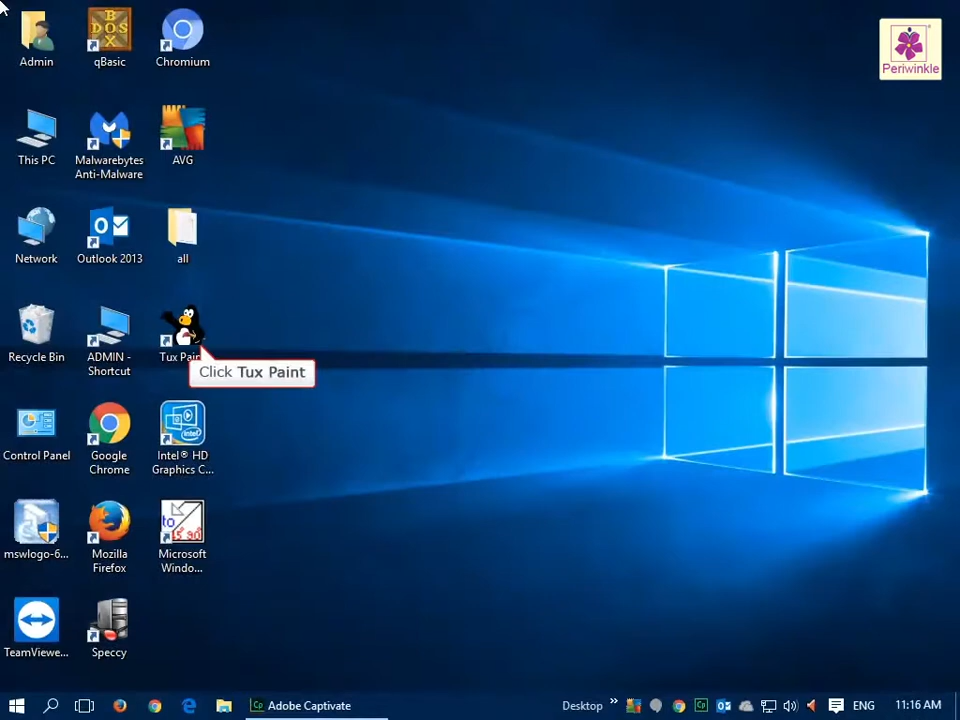 Admin
qBasic
Chromium
Periwinkle
This PC
Malwarebytes
Anti-Malware
AVG
Network
Outlook 2013
all
Recycle Bin
ADMIN -
Shortcut
Tux Pain
Click Tux Paint
Control Panel
Google
Chrome
Intel® HD
Graphics C...
mswlogo-6...
Mozilla
Firefox
Microsoft
Windo...
TeamViewe...
Speccy
Adobe Captivate
Desktop
ENG
11:16 AM